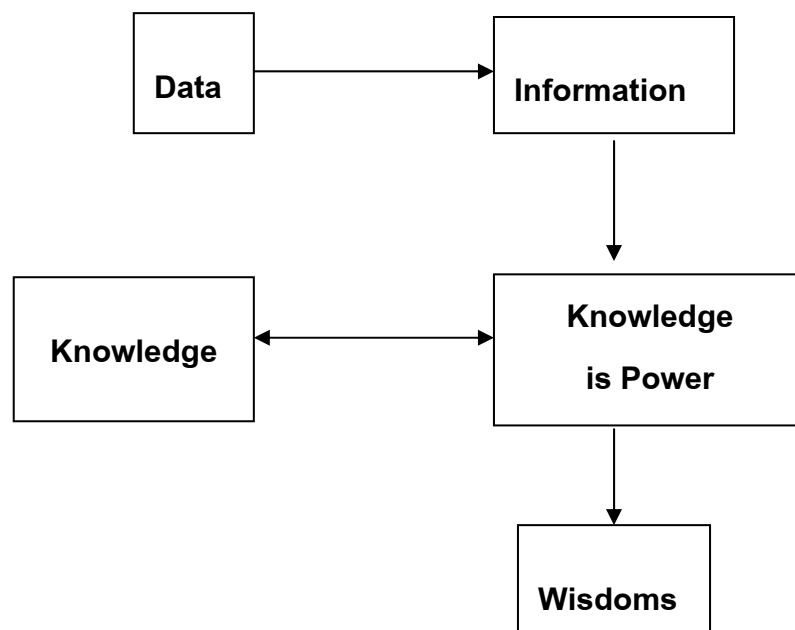 Data
Information
Knowledge
Knowledge
is Power
Wisdoms